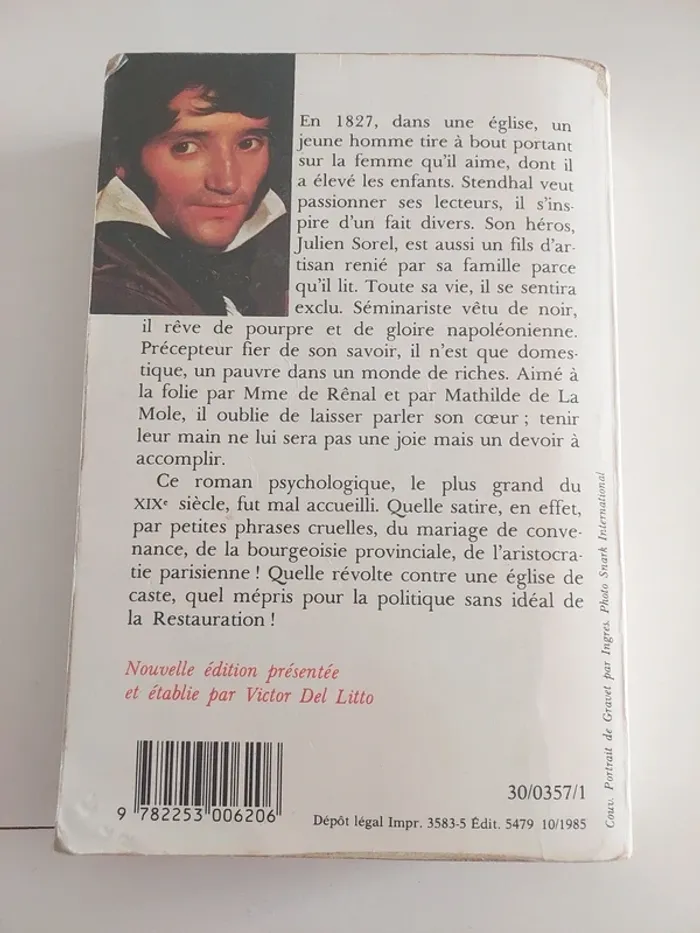 En 1827, dans une église, un
jeune homme tire à bout portant
sur la femme qu'il aime, dont il
a élevé les enfants. Stendhal veut
passionner ses lecteurs, il s'ins-
pire d'un fait divers. Son héros,
Julien Sorel, est aussi un fils d'ar-
tisan renié par sa famille parce
qu'il lit. Toute sa vie, il se sentira
exclu. Séminariste vêtu de noir,
il rêve de pourpre et de gloire napoléonienne.
Précepteur fier de son savoir, il n'est que domes-
tique, un pauvre dans un monde de riches. Aimé à
la folie par Mme de Rênal et par Mathilde de La
Mole, il oublie de laisser parler son cœur ; tenir
leur main ne lui sera pas une joie mais un devoir à
accomplir.
Ce roman psychologique, le plus grand du
XIXe siècle, fut mal accueilli. Quelle satire, en effet,
par petites phrases cruelles, du mariage de conve-
nance, de la bourgeoisie provinciale, de l'aristocra-
tie parisienne ! Quelle révolte contre une église de
caste, quel mépris pour la politique sans idéal de
la Restauration !
Nouvelle édition présentée
et établie par Victor Del Litto
9 782253 006206
30/0357/1
Dépôt légal Impr. 3583-5 Édit. 5479 10/1985
Couv. Portrait de Gravet par Ingres. Photo Snark International